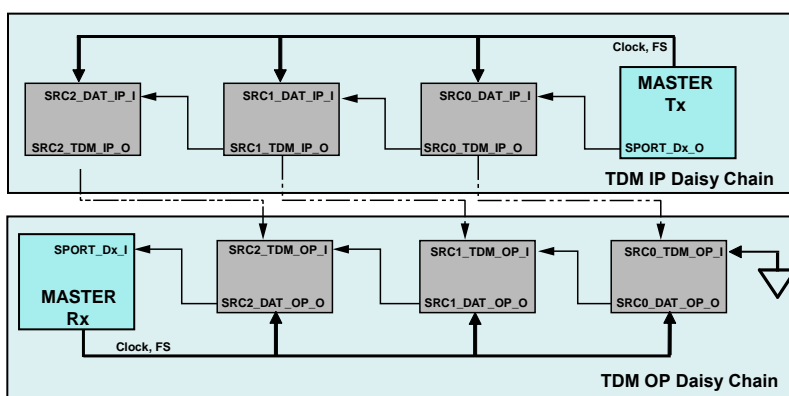 Clock, FS
SRC2_DAT_IP_I
SRC1_DAT_IP_I
SRC0_DAT_IP_I
MASTER
Tx
SRC2_TDM_IP_O
SRC1_TDM_IP_O
SRC0_TDM_IP_O
SPORT_Dx_O
TDM IP Daisy Chain
SPORT_Dx_I
SRC2_TDM_OP_I
SRC1_TDM_OP_I
SRC0_TDM_OP_I
MASTER
Rx
SRC2_DAT_OP_O
SRC1_DAT_OP_O
SRC0_DAT_OP_O
Clock, FS
TDM OP Daisy Chain